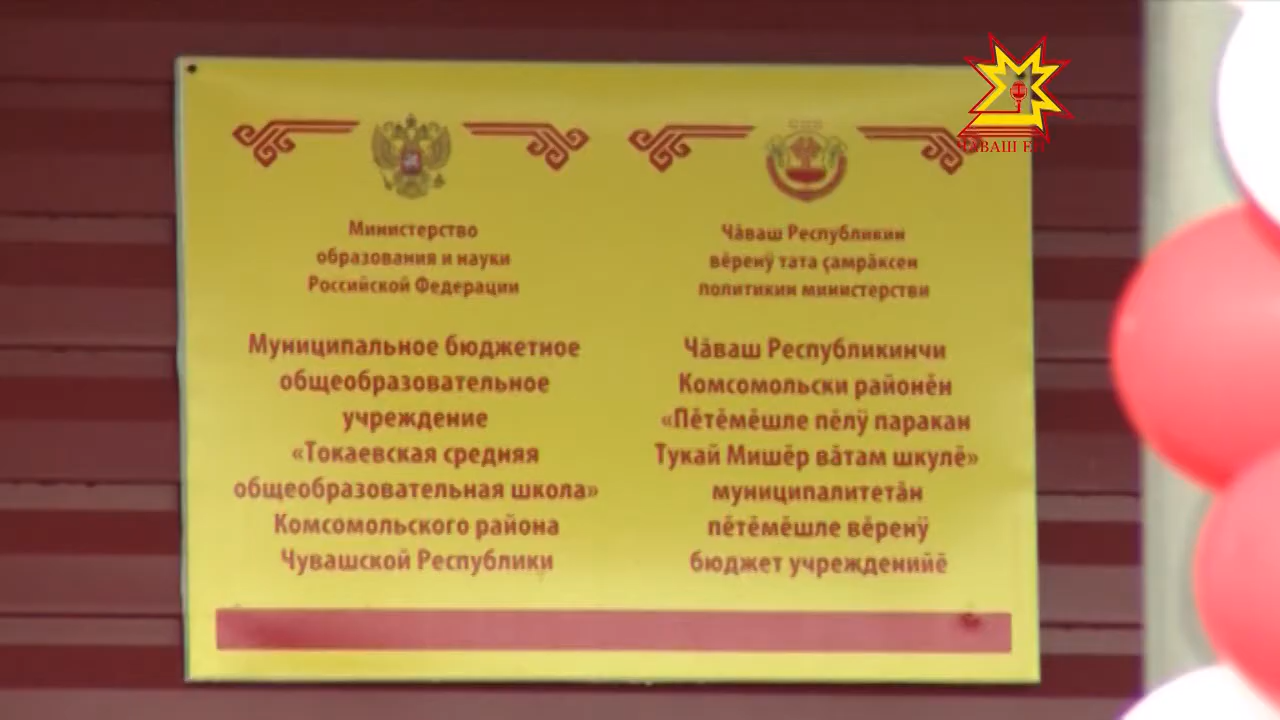 Министерство
образования и науки
Российской Федерации
Муниципальное бюджетное
общеобразовательное
учреждение
«Токаевская средняя
общеобразовательная школа»
Комсомольского района
Чувашской Республики
Чӑваш Республикин
вӗренӳ тата ҫамрӑксен
политикин министерстви
Чӑваш Республикинчи
Комсомольски районӗн
«Пӗтӗмӗшле пӗлӳ паракан
Тукай Мишӗр вӑтам шкулӗ»
муниципалитетӑн
пӗтӗмӗшле вӗренӳ
бюджет учрежденийӗ
ЧӐВАШ ЕН